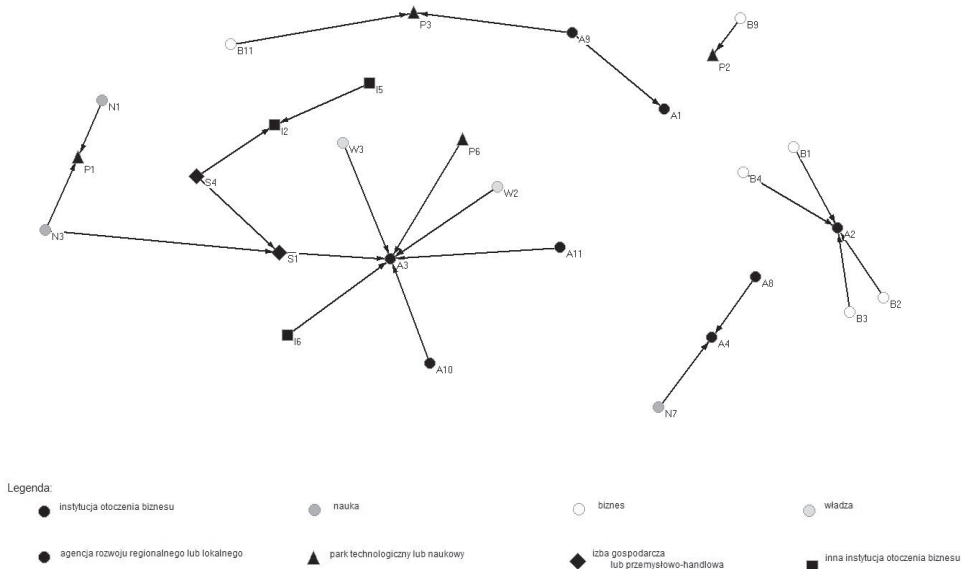 P3
B11
A9
B9
P2
I5
N1
A1
I2
W3
P6
B1
P1
S4
B4
W2
N3
A2
A11
S1
A3
A8
B2
B3
I6
A4
A10
N7
Legenda:
instytucja otoczenia biznesu
nauka
biznes
władza
agencja rozwoju regionalnego lub lokalnego
park technologiczny lub naukowy
izba gospodarcza
lub przemysłowo-handlowa
inna instytucja otoczenia biznesu